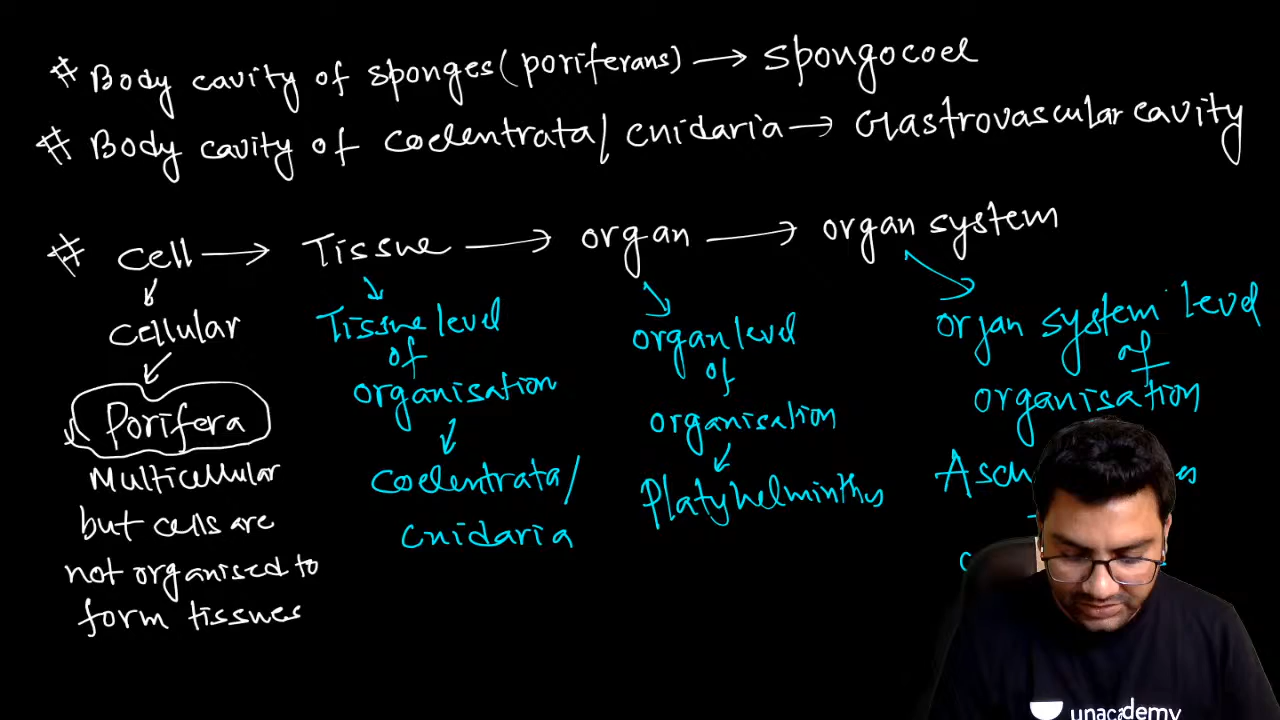 # Body cavity of sponges (poriferans) → spongocoel
# Body cavity of coelentrata / cnidaria → Glastrovascular cavity
# cell → Tissue → organ → organ system
cellular
Porifera
Multicellular
but cells are
not organised to
form tissues
Tissue level
of
organisation
coelentrata /
cnidaria
organ level
of
organisation
Platyhelminthes
organ system level
of
organisation
unacademy